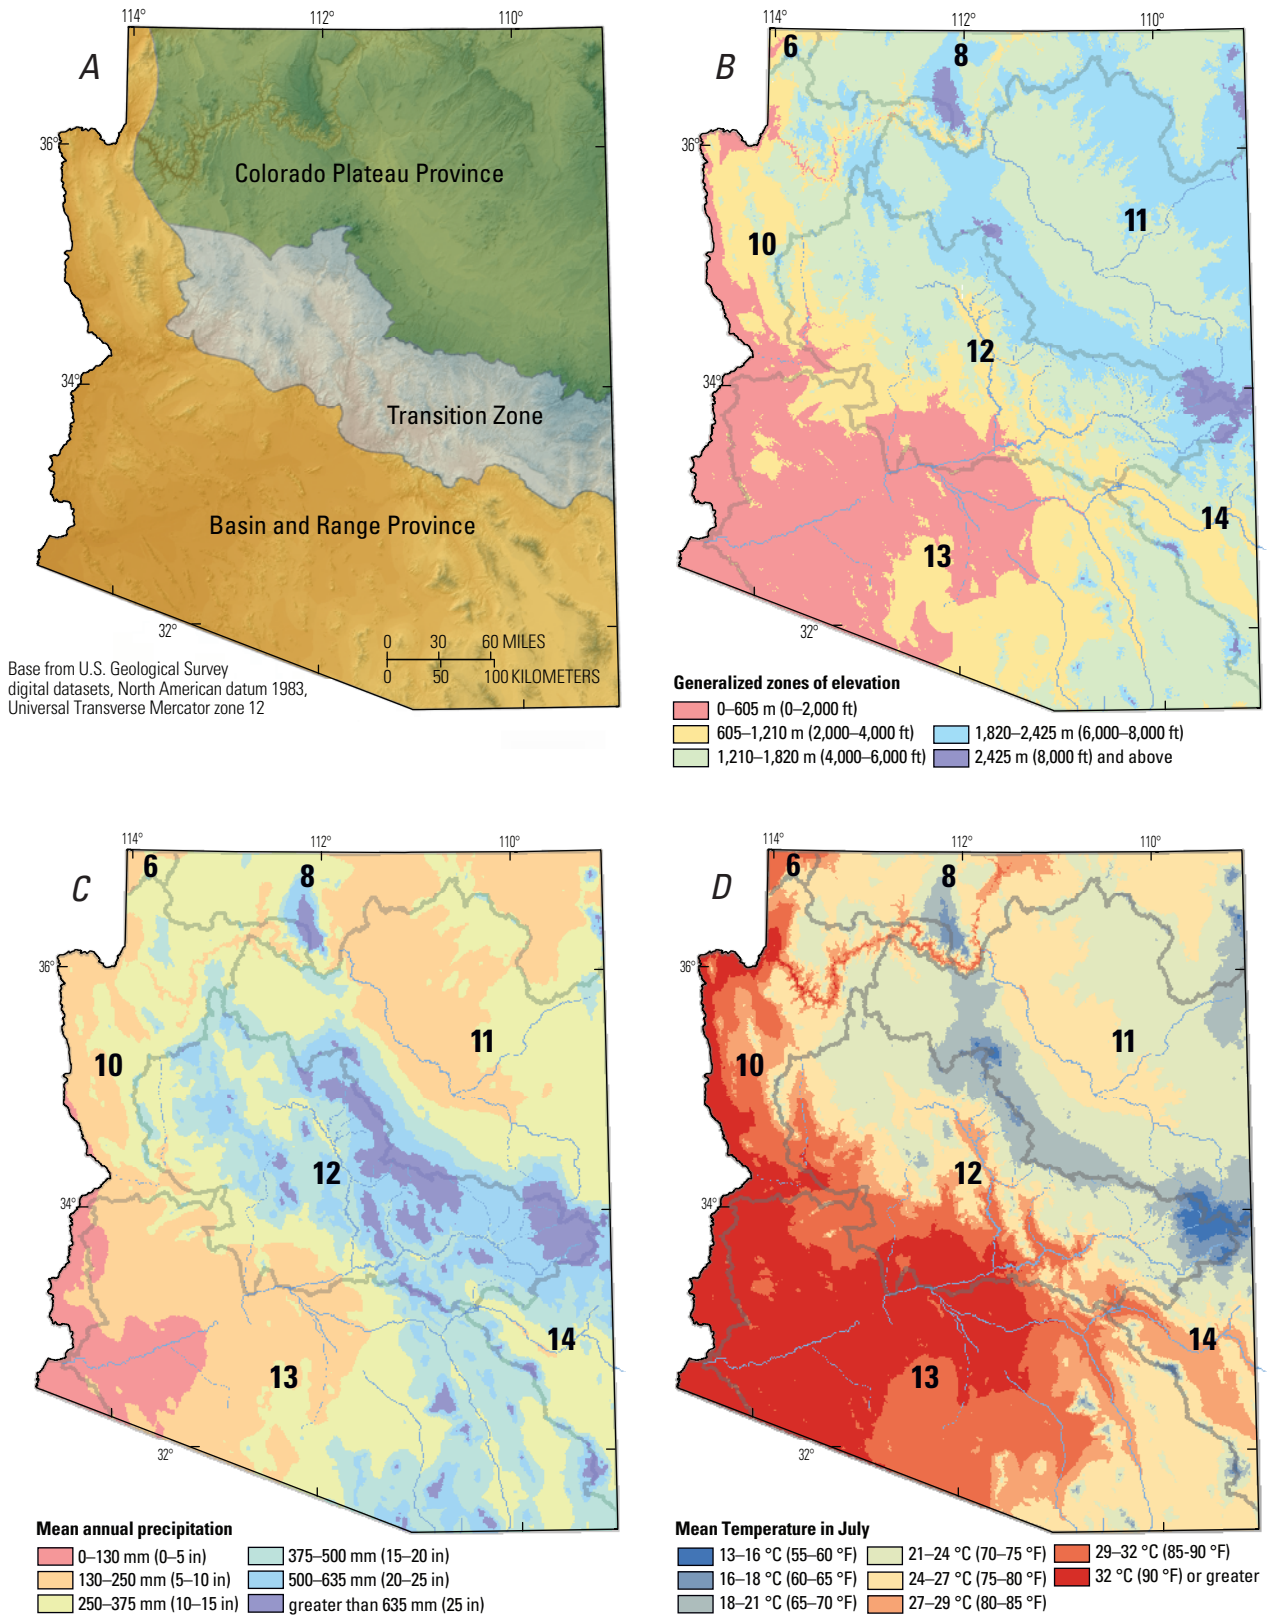 114°
112°
110°
A
36°
Colorado Plateau Province
34°
Transition Zone
Basin and Range Province
32°
0 30 60 MILES
0 50 100 KILOMETERS
Base from U.S. Geological Survey
digital datasets, North American datum 1983,
Universal Transverse Mercator zone 12
114°
112°
110°
6
B
8
36°
11
10
12
34°
14
13
32°
Generalized zones of elevation
0–605 m (0–2,000 ft)
605–1,210 m (2,000–4,000 ft)
1,210–1,820 m (4,000–6,000 ft)
1,820–2,425 m (6,000–8,000 ft)
2,425 m (8,000 ft) and above
114°
112°
110°
6
C
8
36°
11
10
12
34°
14
13
32°
Mean annual precipitation
0–130 mm (0–5 in)
130–250 mm (5–10 in)
250–375 mm (10–15 in)
375–500 mm (15–20 in)
500–635 mm (20–25 in)
greater than 635 mm (25 in)
114°
112°
110°
6
D
8
36°
11
10
12
34°
14
13
32°
Mean Temperature in July
13–16 °C (55–60 °F)
16–18 °C (60–65 °F)
18–21 °C (65–70 °F)
21–24 °C (70–75 °F)
24–27 °C (75–80 °F)
27–29 °C (80–85 °F)
29–32 °C (85-90 °F)
32 °C (90 °F) or greater